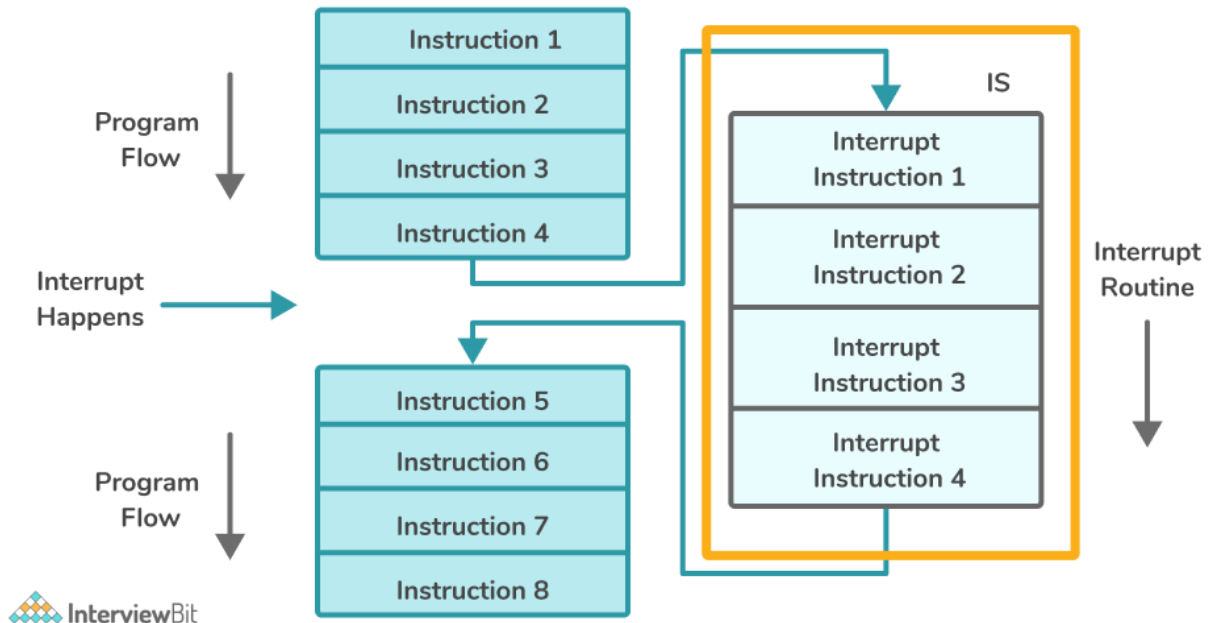 Instruction 1
Instruction 2
Instruction 3
Instruction 4
Program
Flow
Interrupt
Happens
Instruction 5
Instruction 6
Instruction 7
Instruction 8
Program
Flow
IS
Interrupt
Instruction 1
Interrupt
Instruction 2
Interrupt
Instruction 3
Interrupt
Instruction 4
Interrupt
Routine
InterviewBit